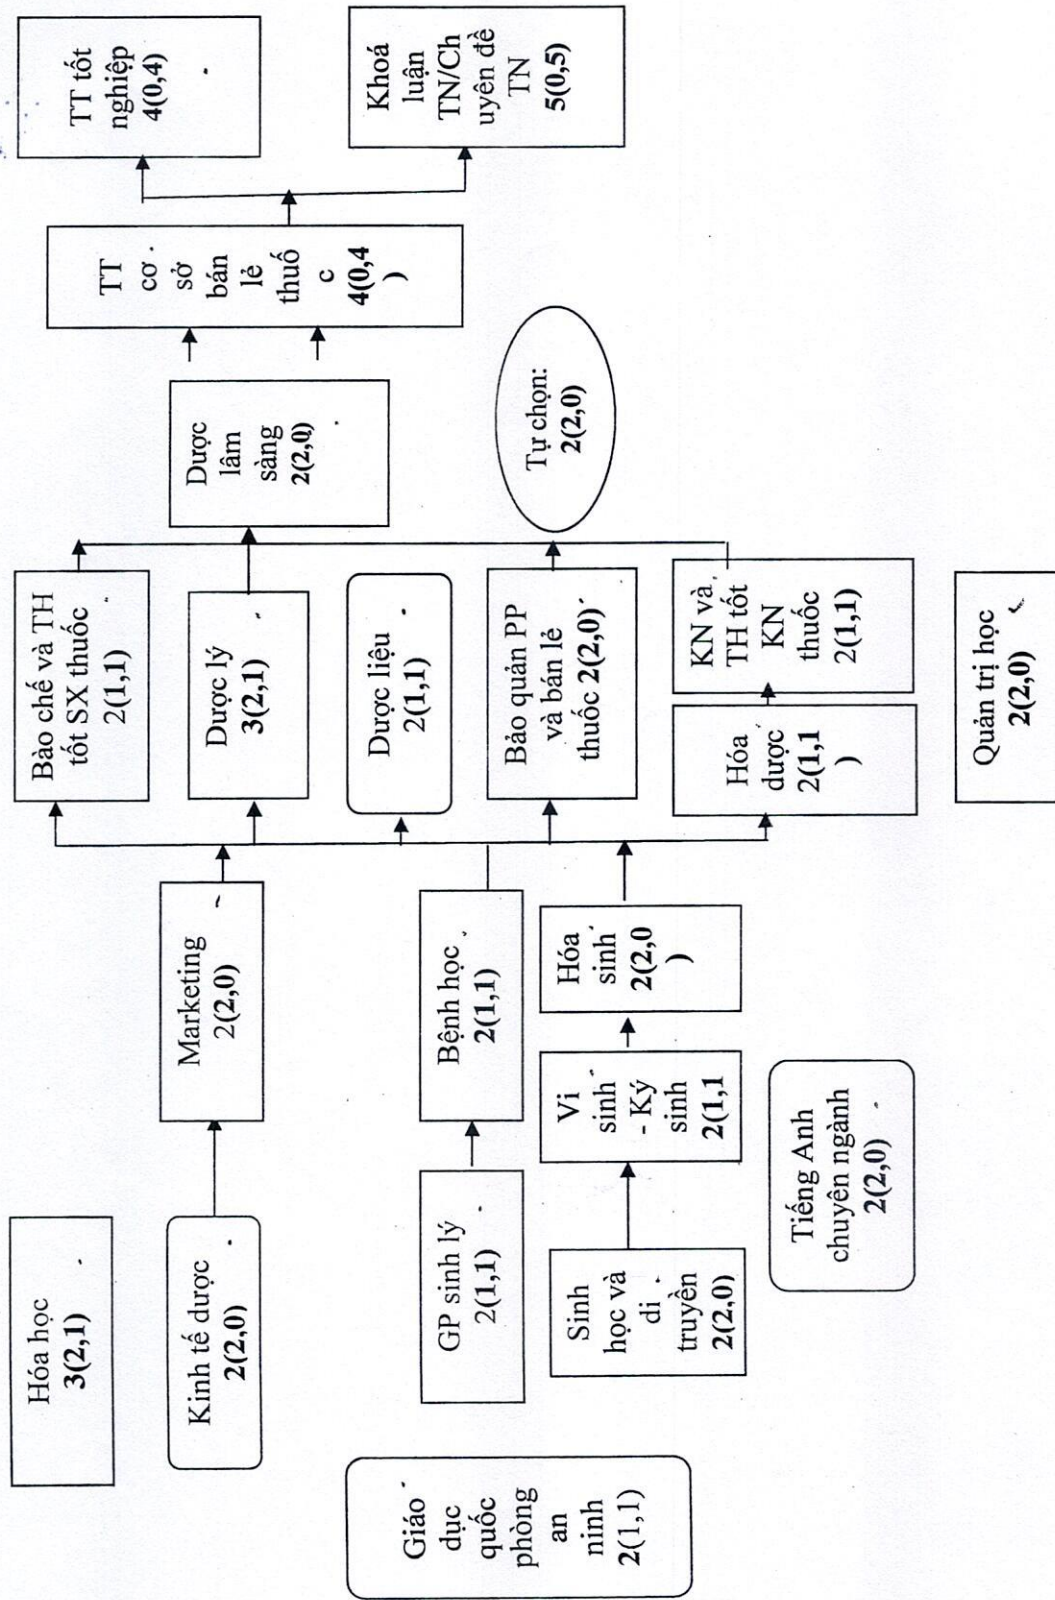 Hóa học
3(2,1)
Kinh tế dược
2(2,0)
Giáo
dục
quốc
phòng
an
ninh
2(1,1)
GP sinh lý
2(1,1)
Sinh
học và
di
truyền
2(2,0)
Marketing
2(2,0)
Bệnh học
2(1,1)
Vi
sinh
- Ký
sinh
2(1,1
Hóa
sinh
2(2,0
)
Tiếng Anh
chuyên ngành
2(2,0)
Bào chế và TH
tốt SX thuốc
2(1,1)
Dược lý
3(2,1)
Dược liệu
2(1,1)
Bảo quản PP
và bán lẻ
thuốc 2(2,0)
Hóa
dược
2(1,1
)
KN và
TH tốt
KN
thuốc
2(1,1)
Quản trị học
2(2,0)
Dược
lâm
sàng
2(2,0)
Tự chọn:
2(2,0)
TT
cơ
sở
bán
lẻ
thuố
c
4(0,4
)
TT tốt
nghiệp
4(0,4)
Khoá
luận
TN/Ch
uyên đề
TN
5(0,5)